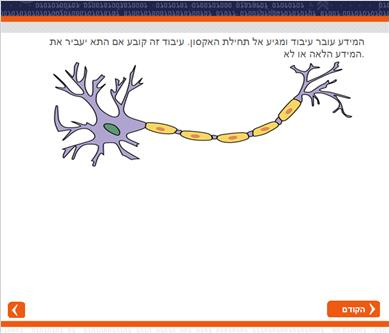 המידע עובר עיבוד ומגיע אל תחילת האקסון. עיבוד זה קובע אם התא יעביר את
המידע הלאה או לא.
הקודם